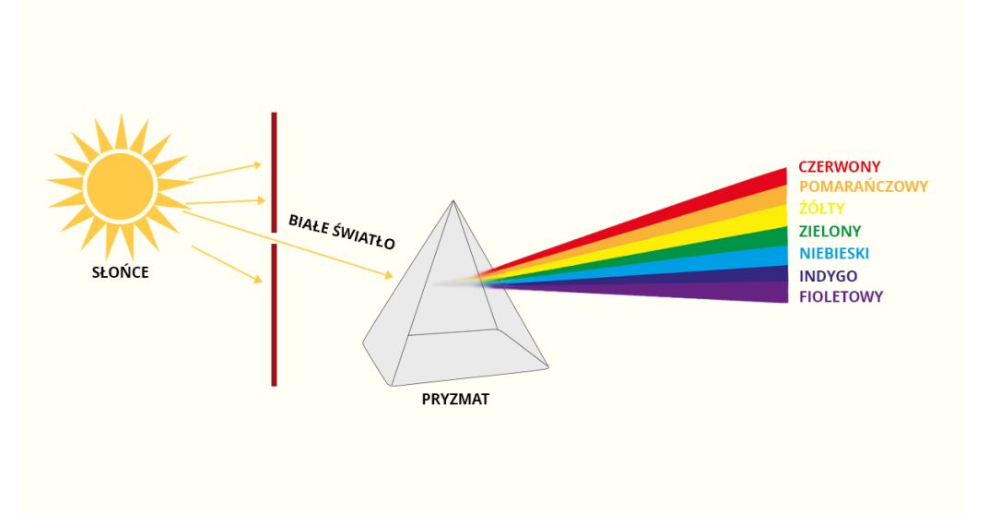 SŁOŃCE
BIAŁE ŚWIATŁO
PRYZMAT
CZERWONY
POMARAŃCZOWY
ŻÓŁTY
ZIELONY
NIEBIESKI
INDYGO
FIOLETOWY